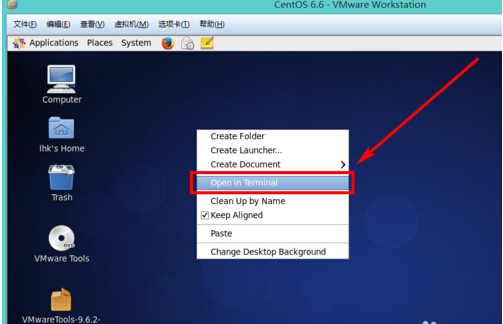 CentOS 6.6 - VMware Workstation
文件(F) 编辑(E) 查看(V) 虚拟机(M) 选项卡(T) 帮助(H)
Applications Places System
Computer
lhk's Home
Trash
DVD
VMware Tools
VMwareTools-9.6.2-
Create Folder
Create Launcher...
Create Document
Open in Terminal
Clean Up by Name
Keep Aligned
Paste
Change Desktop Background